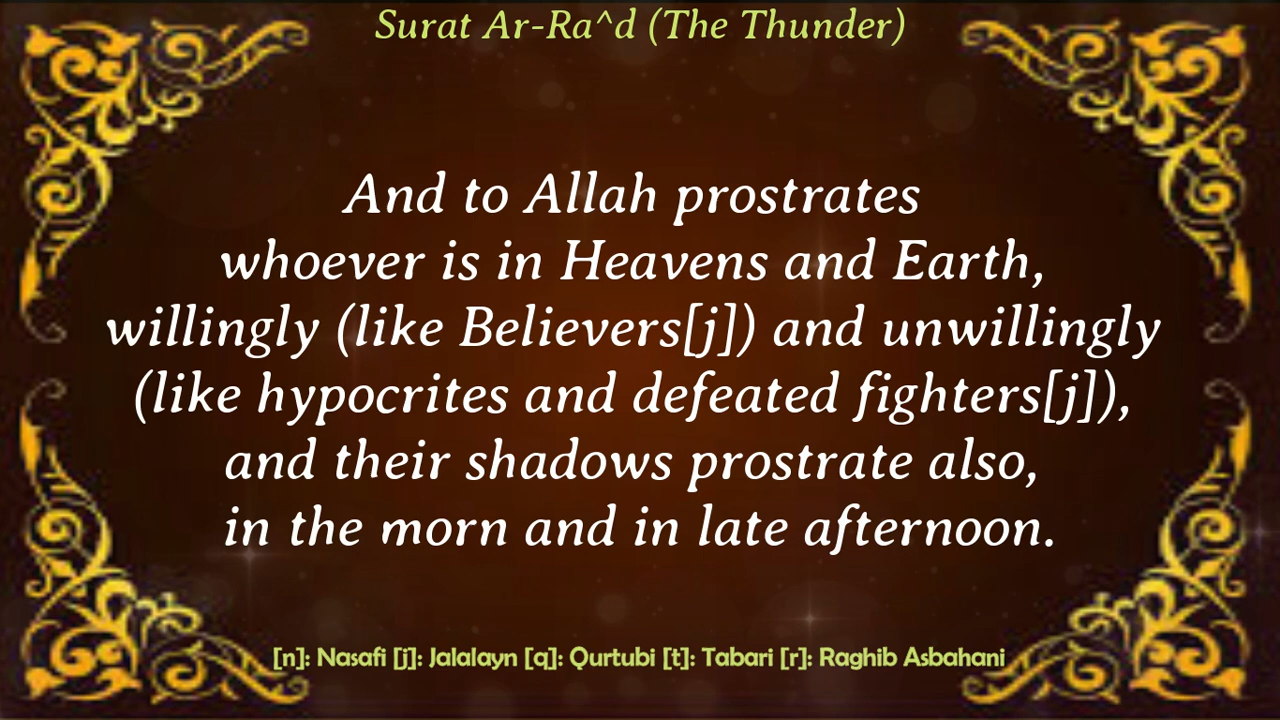 Surat Ar-Ra^d (The Thunder)
And to Allah prostrates
whoever is in Heavens and Earth,
willingly (like Believers[j]) and unwillingly
(like hypocrites and defeated fighters[j]),
and their shadows prostrate also,
in the morn and in late afternoon.
[n]: Nasafi [j]: Jalalayn [q]: Qurtubi [t]: Tabari [r]: Raghib Asbahani